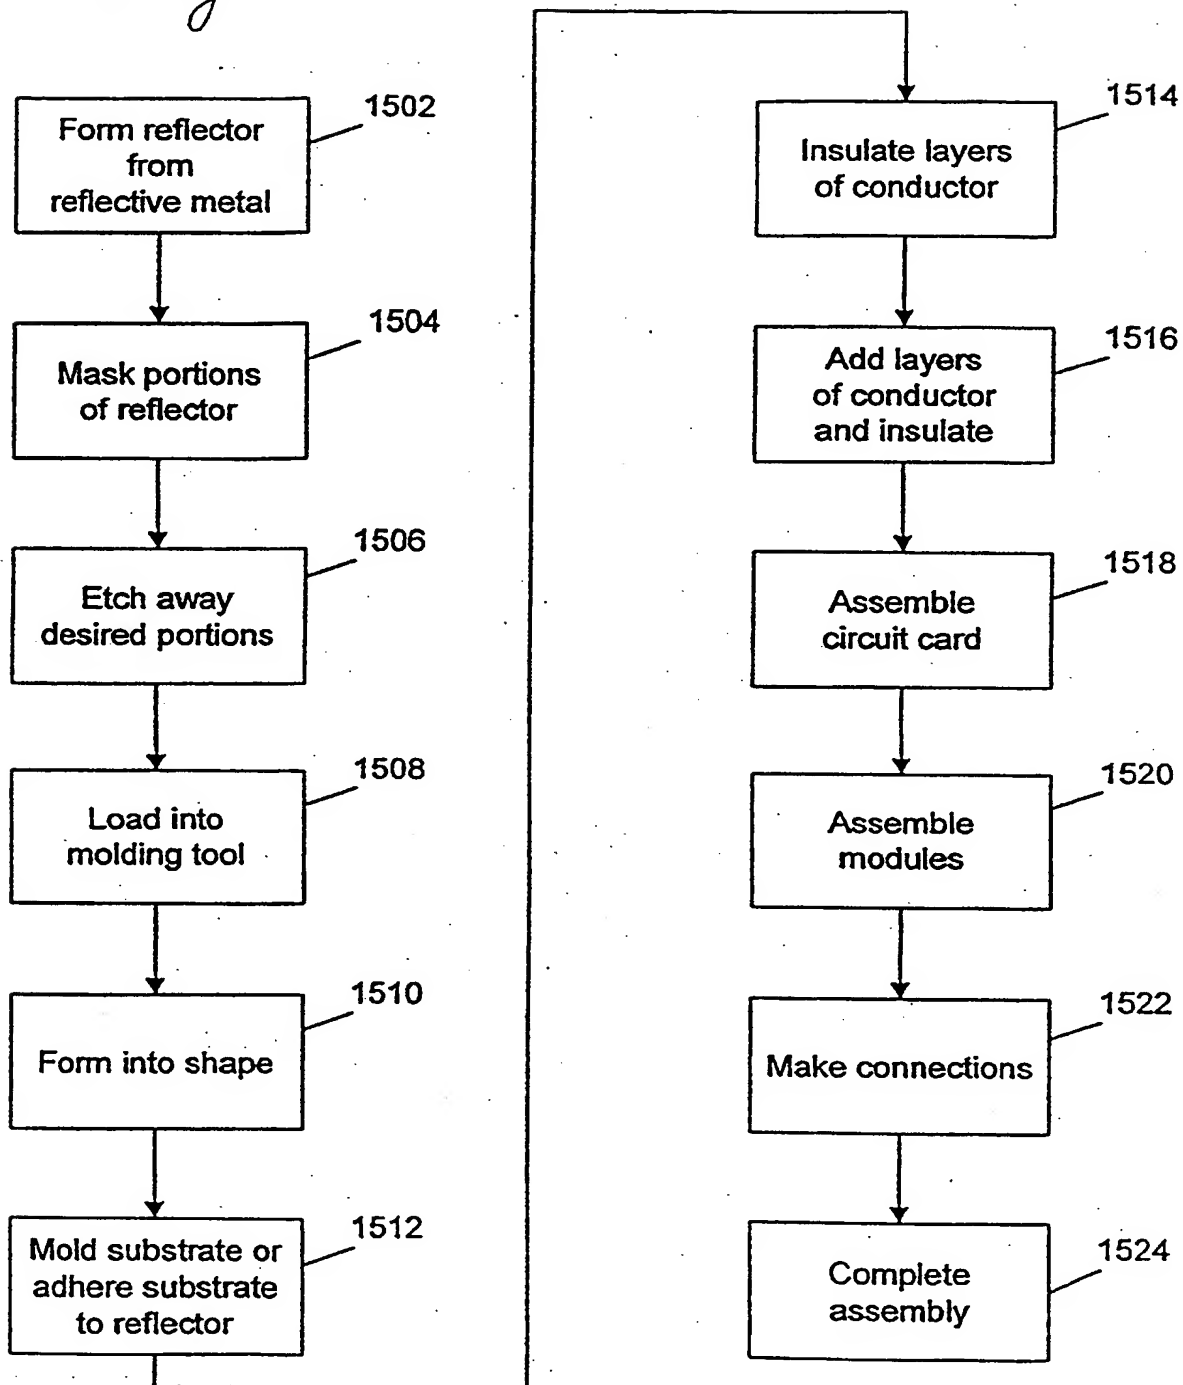 1502
Form reflector
from
reflective metal
1504
Mask portions
of reflector
1506
Etch away
desired portions
1508
Load into
molding tool
1510
Form into shape
1512
Mold substrate or
adhere substrate
to reflector
1514
Insulate layers
of conductor
1516
Add layers
of conductor
and insulate
1518
Assemble
circuit card
1520
Assemble
modules
1522
Make connections
1524
Complete
assembly